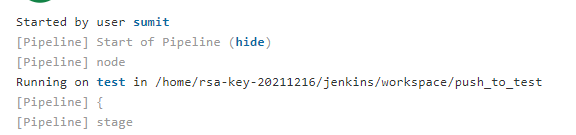 Started by user sumit
[Pipeline] Start of Pipeline (hide)
[Pipeline] node
Running on test in /home/rsa-key-20211216/jenkins/workspace/push_to_test
[Pipeline] {
[Pipeline] stage